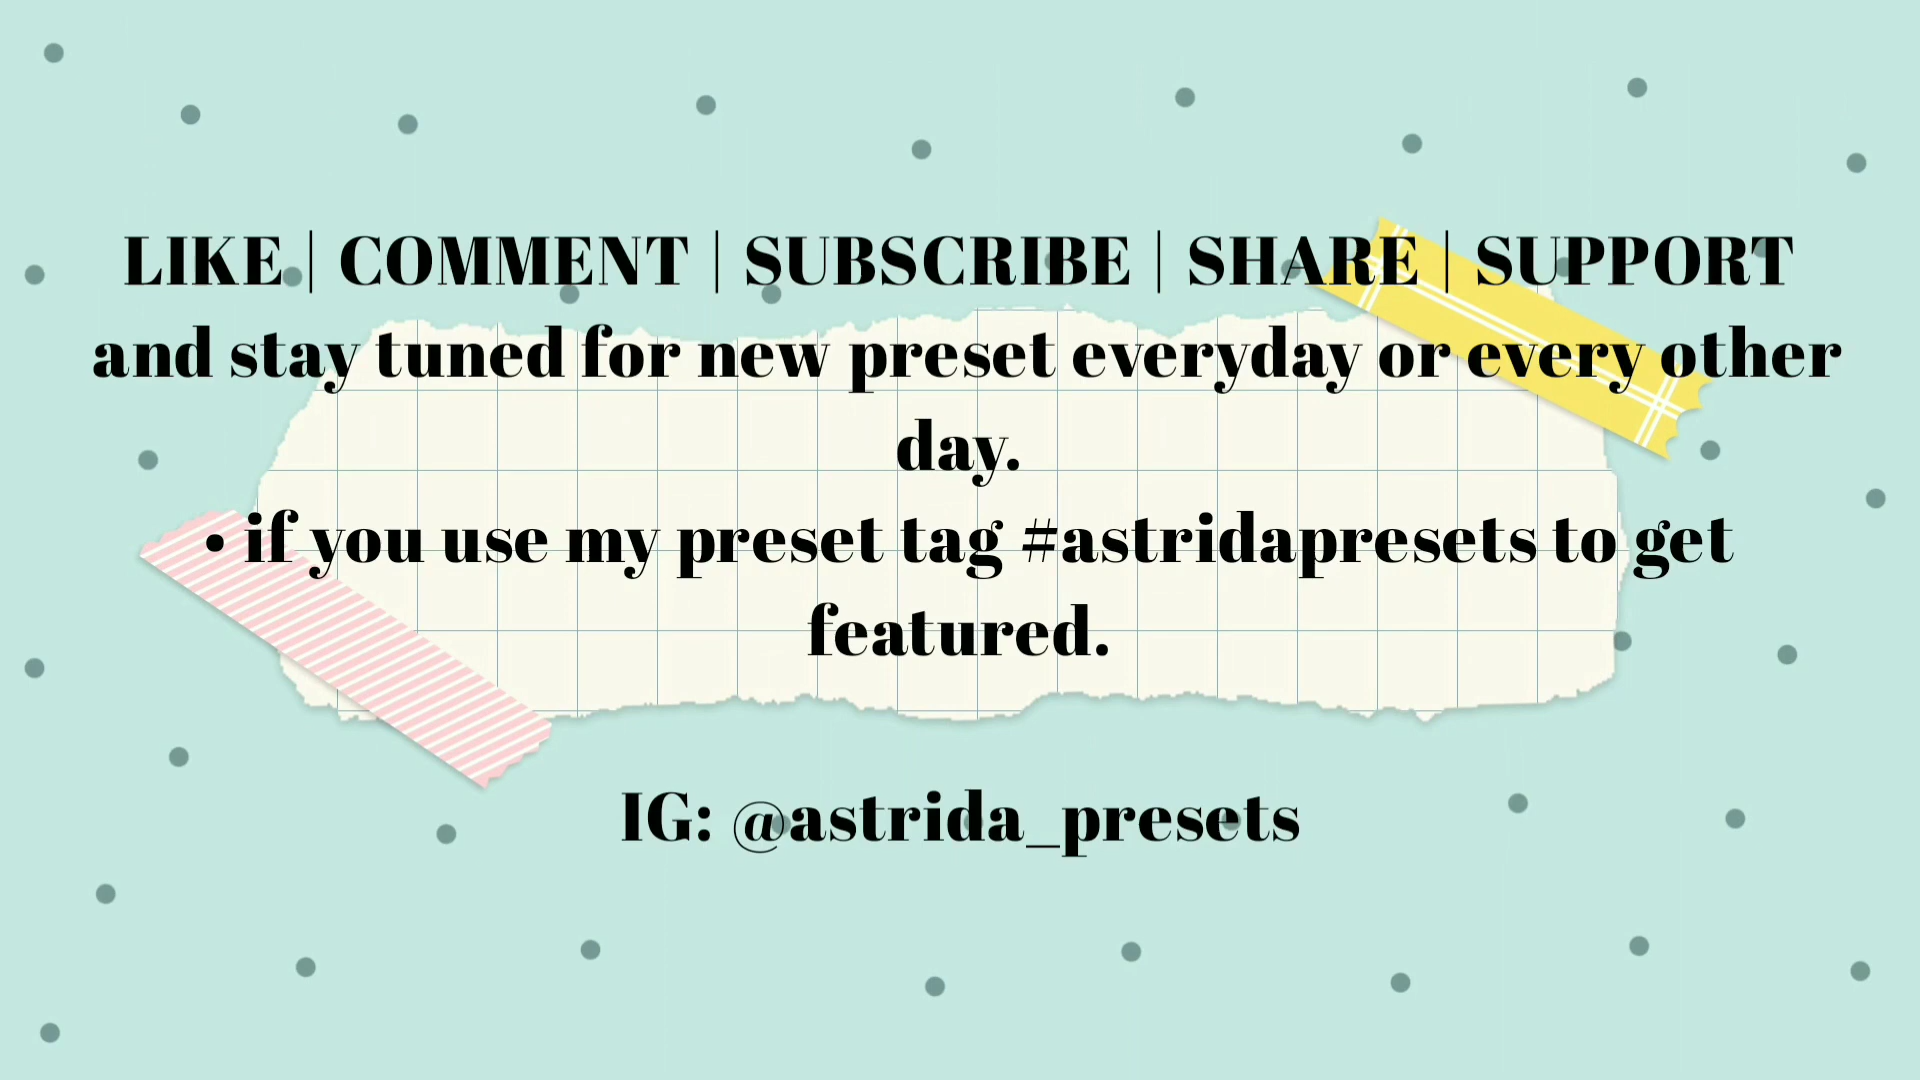 LIKE | COMMENT | SUBSCRIBE | SHARE | SUPPORT
and stay tuned for new preset everyday or every other
day.
• if you use my preset tag #astridapresets to get
featured.
IG: @astrida_presets